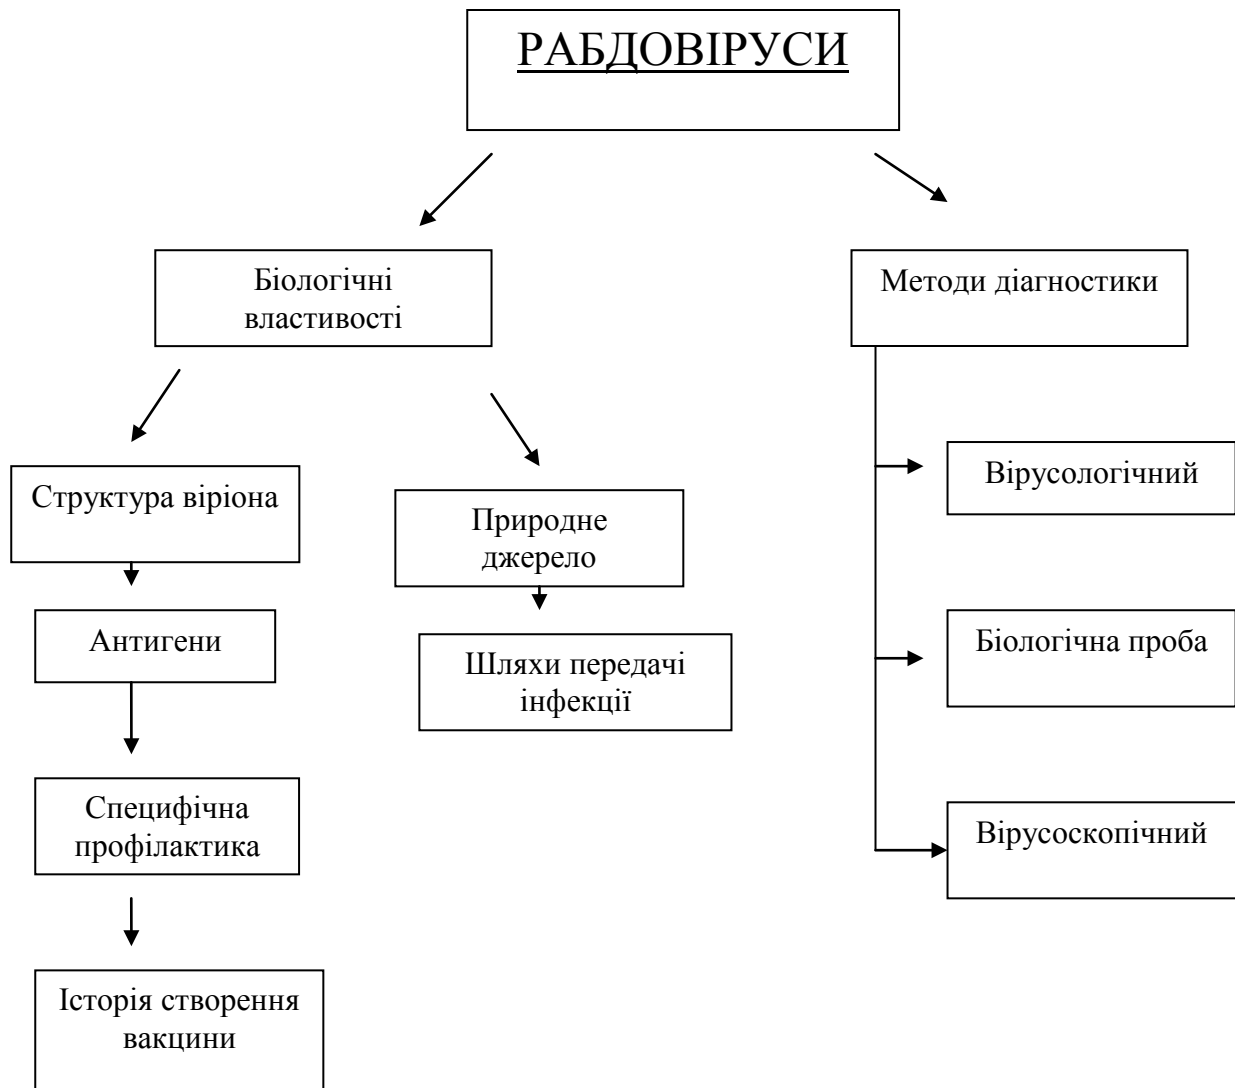 РАБДОВІРУСИ
Біологічні
властивості
Методи діагностики
Структура віріона
Природне
джерело
Вірусологічний
Антигени
Шляхи передачі
інфекції
Біологічна проба
Специфічна
профілактика
Вірусоскопічний
Історія створення
вакцини